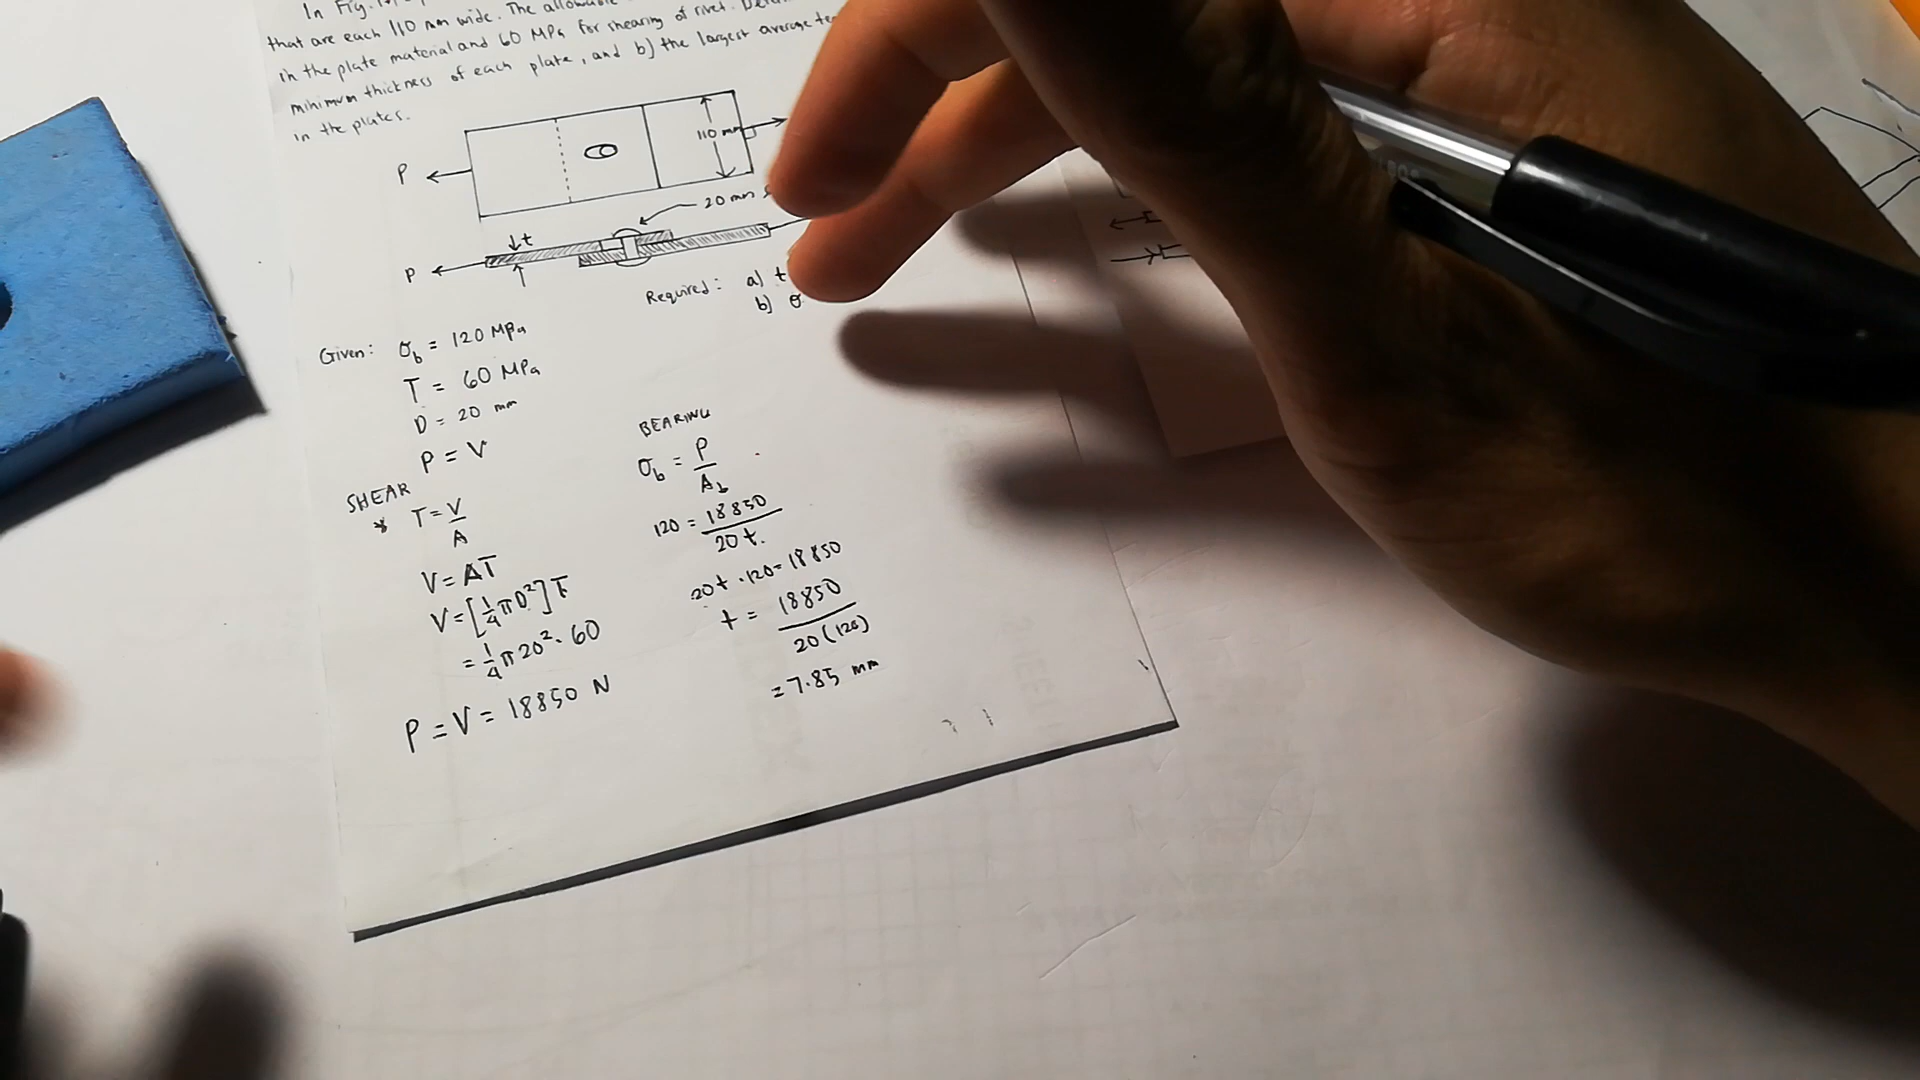 In Fig.
that are each 110 mm wide. The allowable
in the plate material and 60 MPa for shearing of rivet.
minimum thickness of each plate, and b) the largest average
in the plates.
110 mm
P
20 mm
t
P
Required: a) t
b) σ
Given: σb = 120 MPa
T = 60 MPa
D = 20 mm
P = V
SHEAR
* T = V/A
V = AT
V = [1/4 πD²] T
= 1/4 π 20² · 60
P = V = 18850 N
BEARING
σb = P/Ab
120 = 18850/20t.
20t · 120 = 18850
t = 18850/20(120)
= 7.85 mm